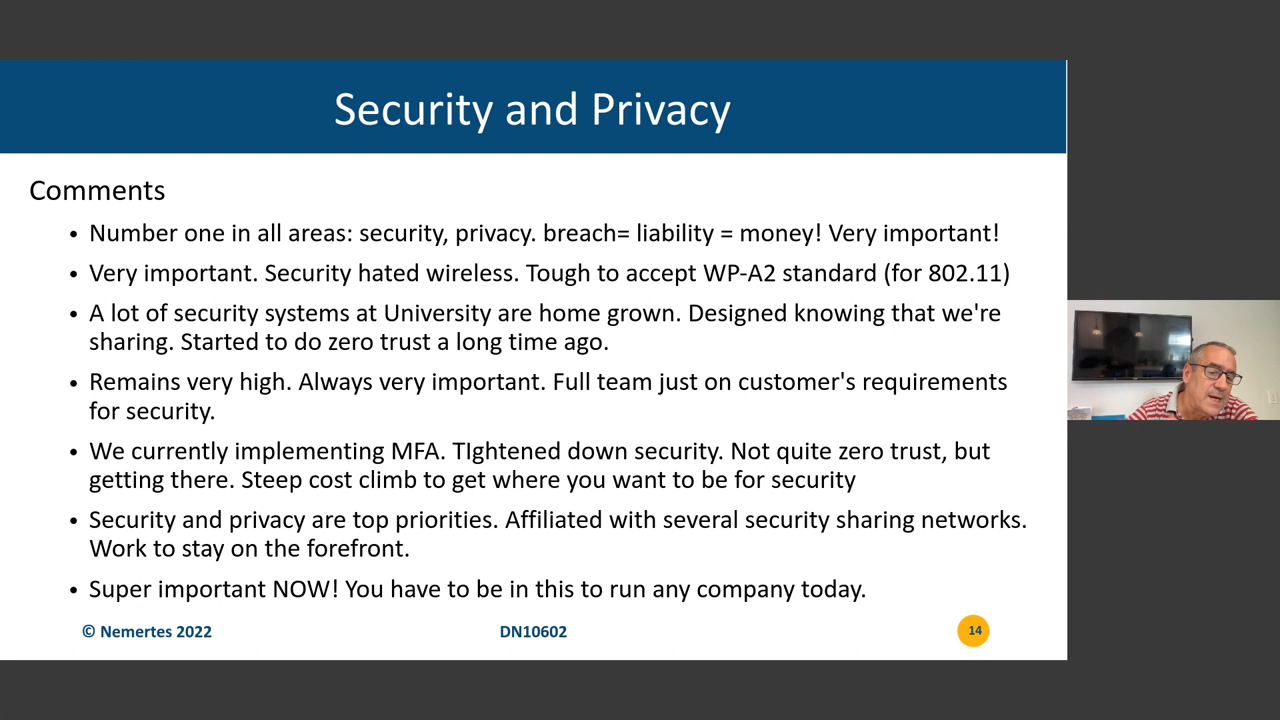 Security and Privacy
Comments
• Number one in all areas: security, privacy. breach= liability = money! Very important!
• Very important. Security hated wireless. Tough to accept WP-A2 standard (for 802.11)
• A lot of security systems at University are home grown. Designed knowing that we're
sharing. Started to do zero trust a long time ago.
• Remains very high. Always very important. Full team just on customer's requirements
for security.
• We currently implementing MFA. TIghtened down security. Not quite zero trust, but
getting there. Steep cost climb to get where you want to be for security
• Security and privacy are top priorities. Affiliated with several security sharing networks.
Work to stay on the forefront.
• Super important NOW! You have to be in this to run any company today.
© Nemertes 2022
DN10602
14